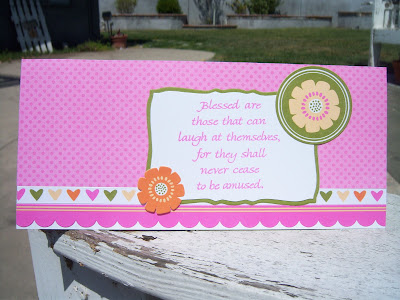 Blessed are
those that can
laugh at themselves,
for they shall
never cease
to be amused.